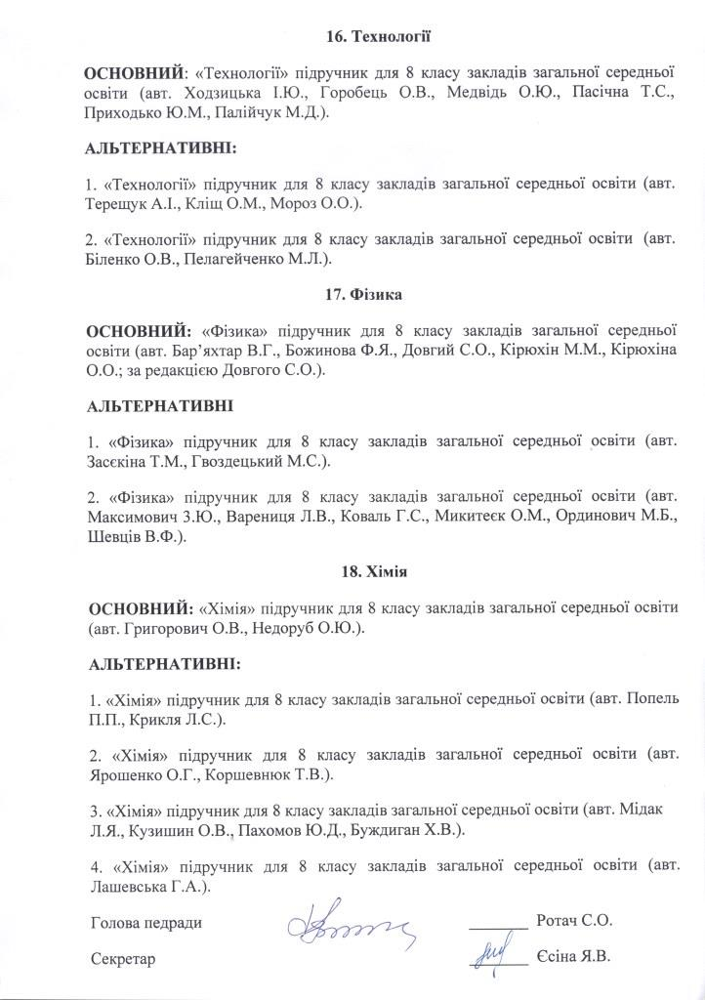 16. Технології
ОСНОВНИЙ: «Технології» підручник для 8 класу закладів загальної середньої
освіти (авт. Ходзицька І.Ю., Горобець О.В., Медвідь О.Ю., Пасічна Т.С.,
Приходько Ю.М., Палійчук М.Д.).
АЛЬТЕРНАТИВНІ:
1. «Технології» підручник для 8 класу закладів загальної середньої освіти (авт.
Терещук А.І., Кліщ О.М., Мороз О.О.).
2. «Технології» підручник для 8 класу закладів загальної середньої освіти (авт.
Біленко О.В., Пелагейченко М.Л.).
17. Фізика
ОСНОВНИЙ: «Фізика» підручник для 8 класу закладів загальної середньої
освіти (авт. Бар’яхтар В.Г., Божинова Ф.Я., Довгий С.О., Кірюхін М.М., Кірюхіна
О.О.; за редакцією Довгого С.О.).
АЛЬТЕРНАТИВНІ
1. «Фізика» підручник для 8 класу закладів загальної середньої освіти (авт.
Засєкіна Т.М., Гвоздецький М.С.).
2. «Фізика» підручник для 8 класу закладів загальної середньої освіти (авт.
Максимович З.Ю., Варениця Л.В., Коваль Г.С., Микитеєк О.М., Ординович М.Б.,
Шевців В.Ф.).
18. Хімія
ОСНОВНИЙ: «Хімія» підручник для 8 класу закладів загальної середньої освіти
(авт. Григорович О.В., Недоруб О.Ю.).
АЛЬТЕРНАТИВНІ:
1. «Хімія» підручник для 8 класу закладів загальної середньої освіти (авт. Попель
П.П., Крикля Л.С.).
2. «Хімія» підручник для 8 класу закладів загальної середньої освіти (авт.
Ярошенко О.Г., Коршевнюк Т.В.).
3. «Хімія» підручник для 8 класу закладів загальної середньої освіти (авт. Мідак
Л.Я., Кузишин О.В., Пахомов Ю.Д., Буждиган Х.В.).
4. «Хімія» підручник для 8 класу закладів загальної середньої освіти (авт.
Лашевська Г.А.).
Голова педради _______ Ротач С.О.
Секретар _______ Єсіна Я.В.